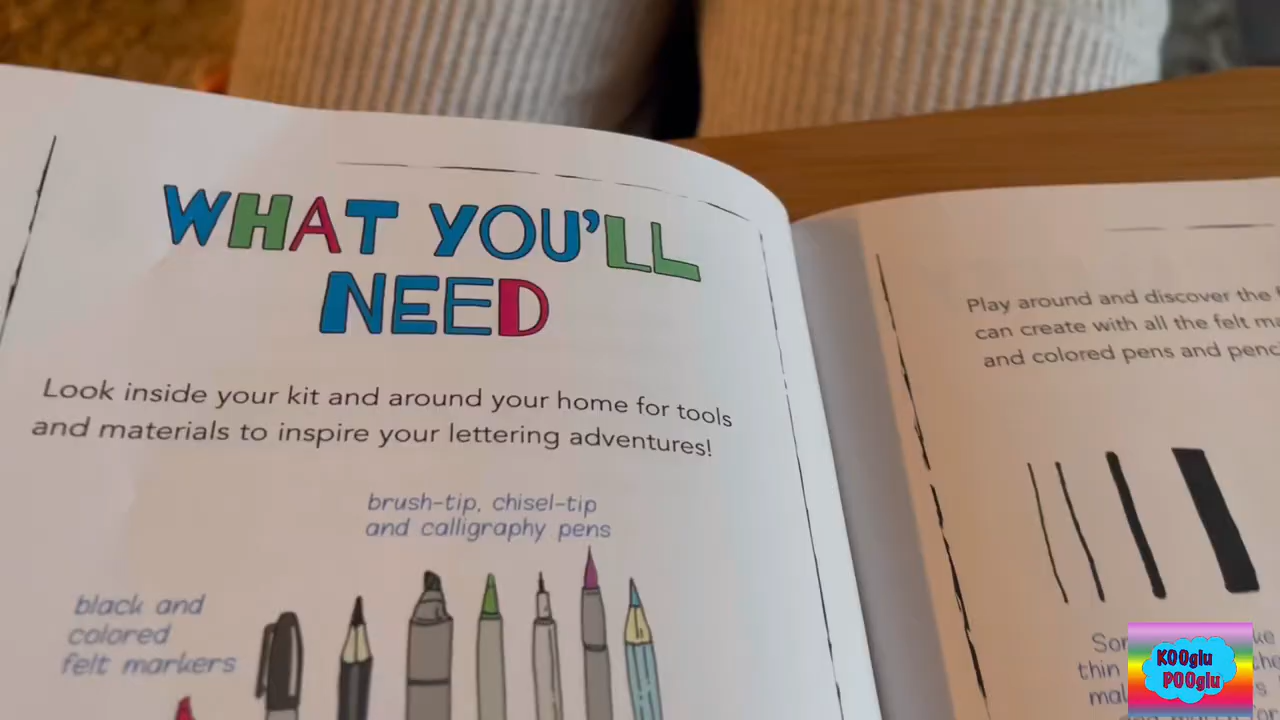 WHAT YOU'LL
NEED
Look inside your kit and around your home for tools
and materials to inspire your lettering adventures!
brush-tip, chisel-tip
and calligraphy pens
black and
colored
felt markers
Play around and discover the
can create with all the felt
and colored pens and
thin
KOOglu
POOglu